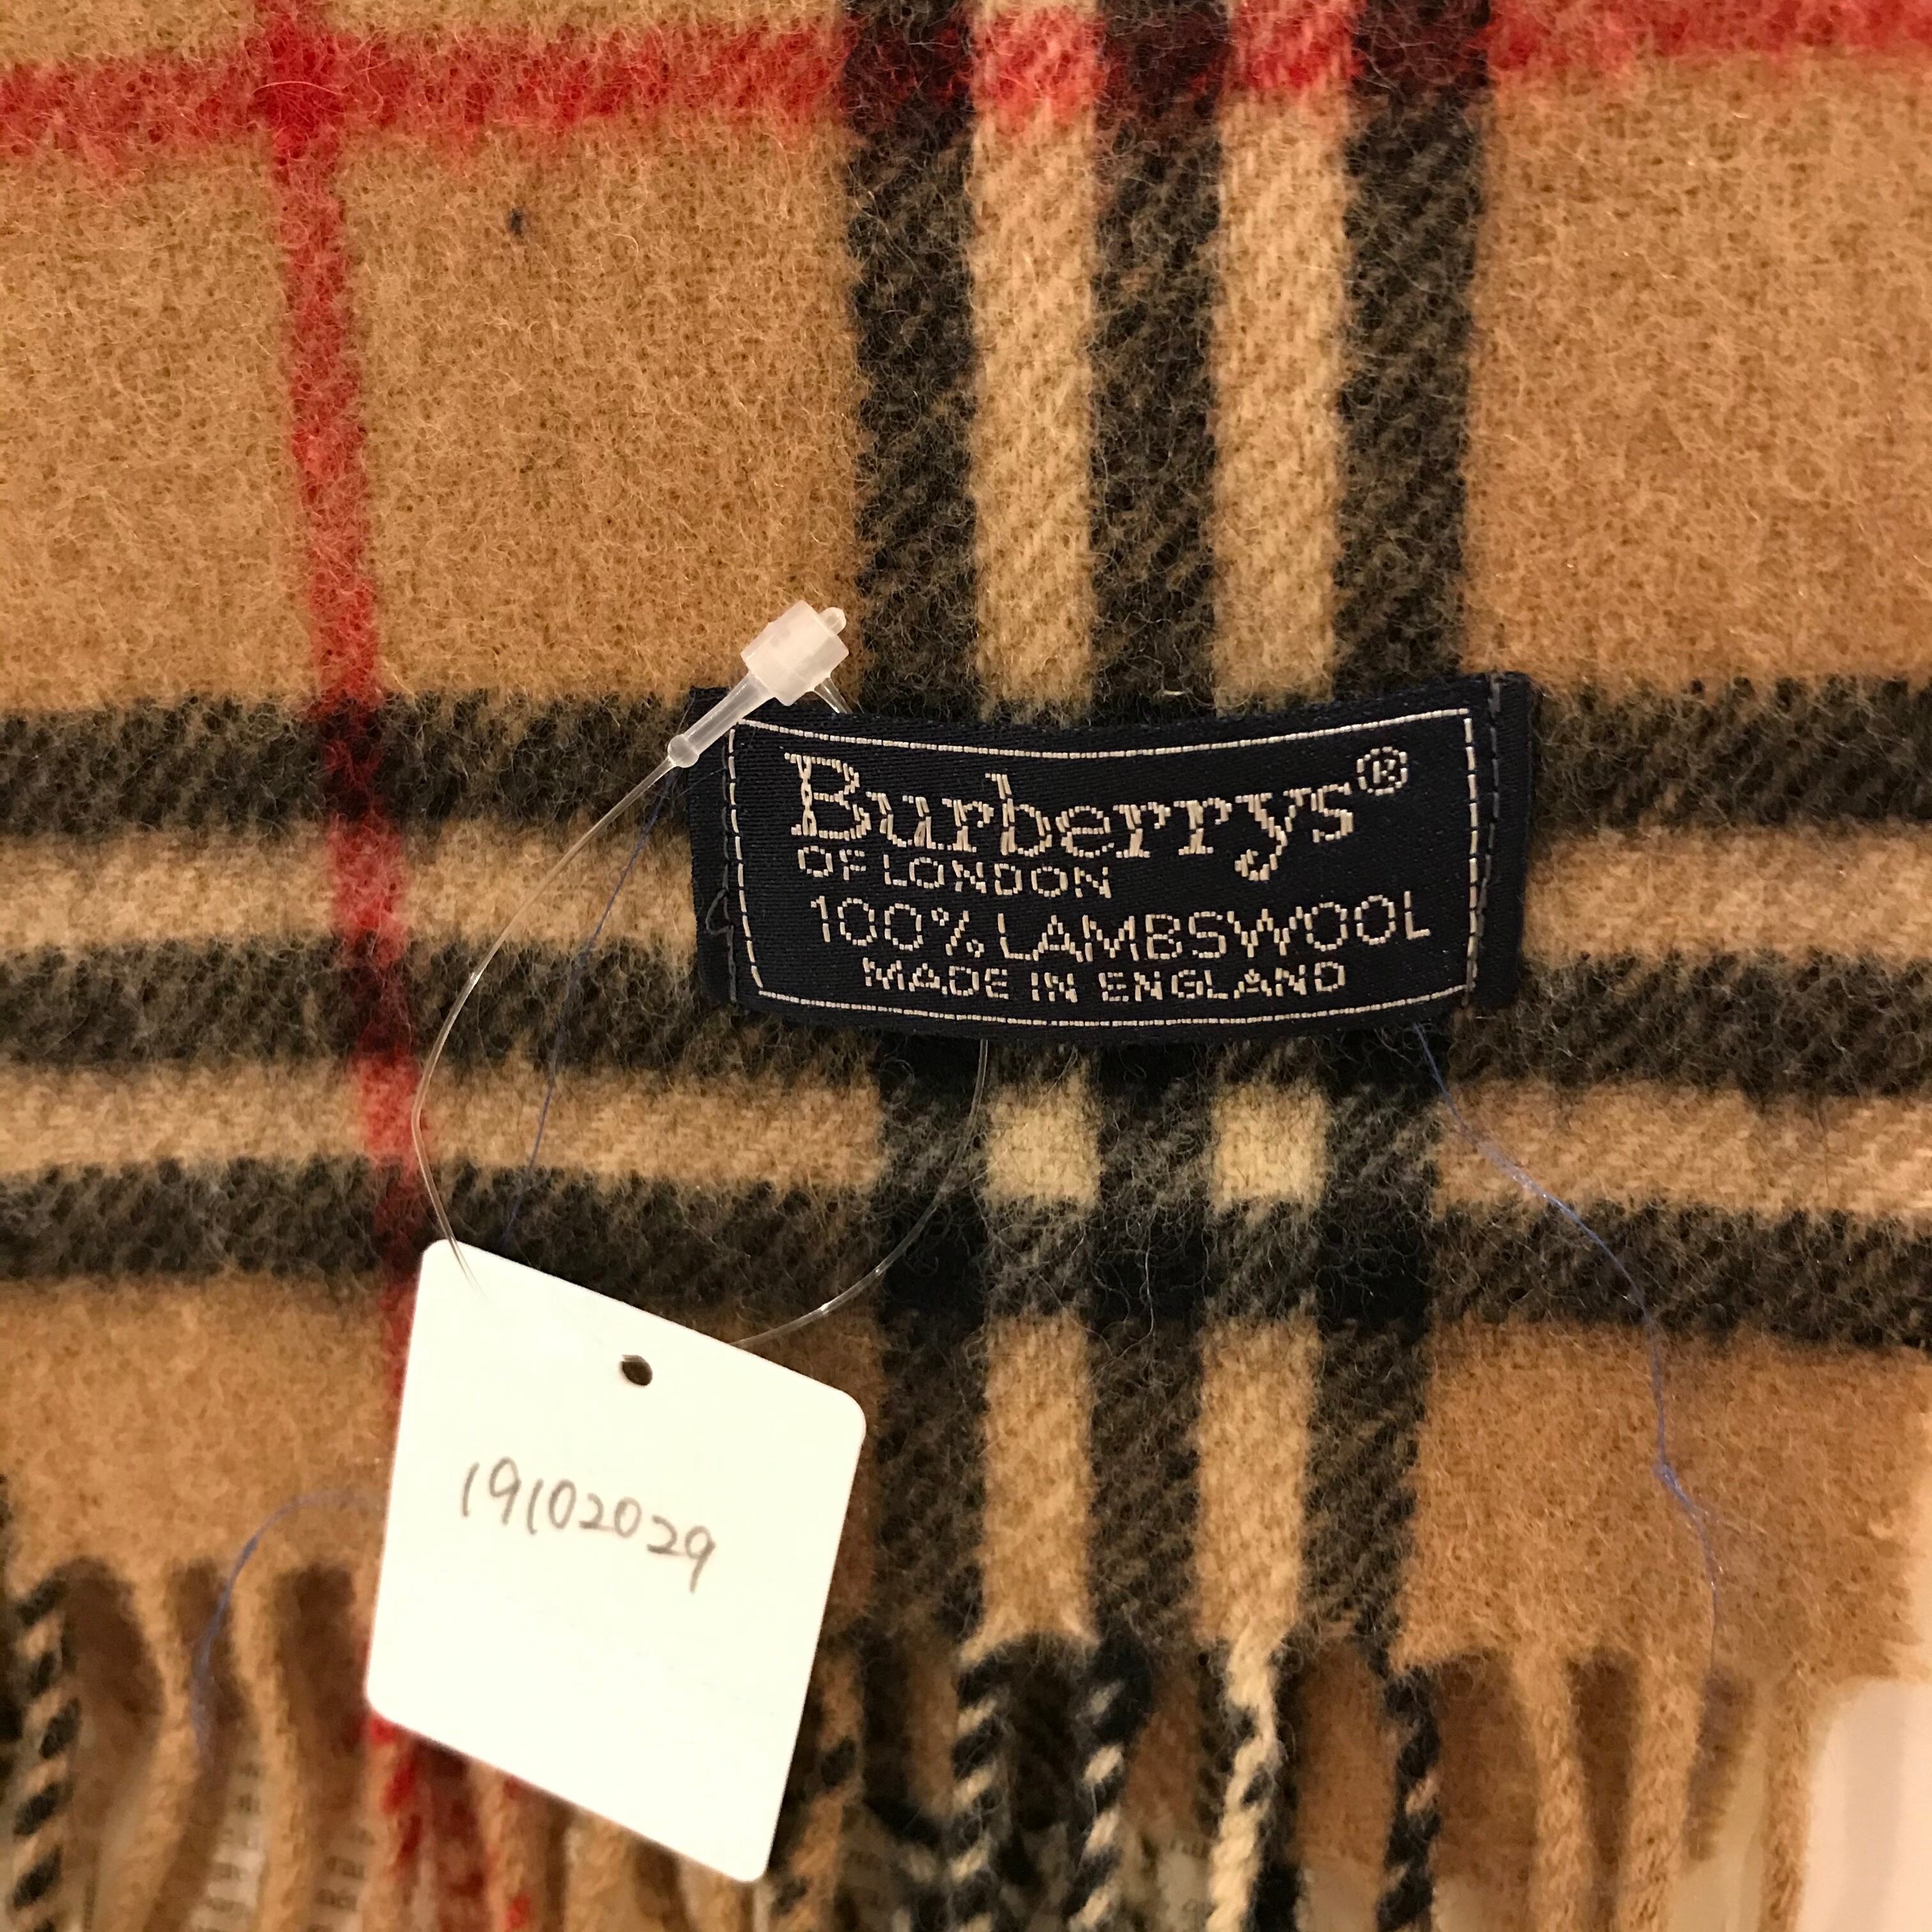 Burberrys®
OF LONDON
100% LAMBSWOOL
MADE IN ENGLAND
19102029